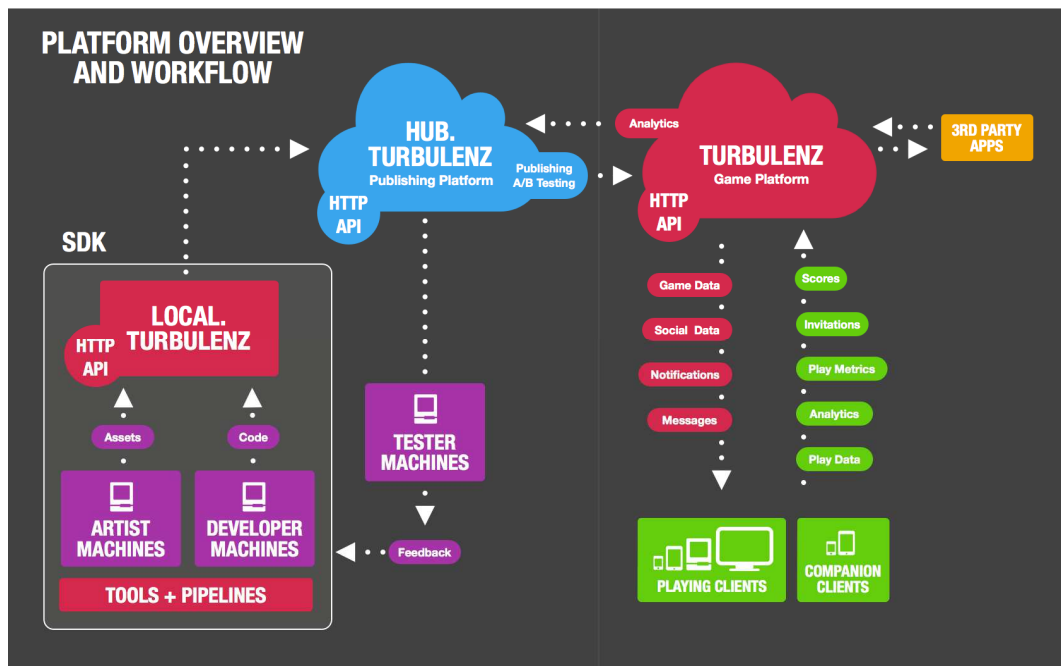 PLATFORM OVERVIEW
AND WORKFLOW
HUB.
TURBULENZ
Publishing Platform
Publishing
A/B Testing
HTTP
API
Analytics
TURBULENZ
Game Platform
HTTP
API
3RD PARTY
APPS
SDK
LOCAL.
TURBULENZ
HTTP
API
Assets
Code
ARTIST
MACHINES
DEVELOPER
MACHINES
TOOLS + PIPELINES
TESTER
MACHINES
Feedback
Game Data
Social Data
Notifications
Messages
Scores
Invitations
Play Metrics
Analytics
Play Data
PLAYING CLIENTS
COMPANION
CLIENTS